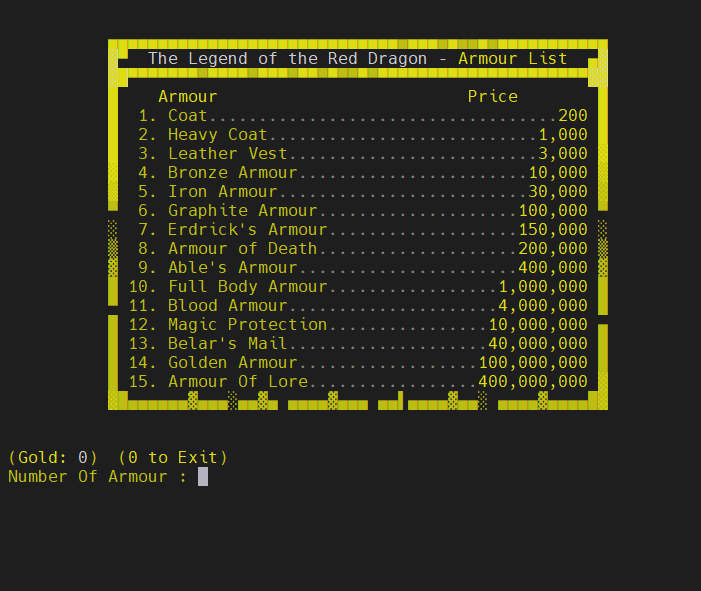 The Legend of the Red Dragon - Armour List
Armour Price
1. Coat...................................200
2. Heavy Coat...........................1,000
3. Leather Vest.........................3,000
4. Bronze Armour.......................10,000
5. Iron Armour.........................30,000
6. Graphite Armour....................100,000
7. Erdrick's Armour...................150,000
8. Armour of Death....................200,000
9. Able's Armour......................400,000
10. Full Body Armour.................1,000,000
11. Blood Armour.....................4,000,000
12. Magic Protection................10,000,000
13. Belar's Mail....................40,000,000
14. Golden Armour..................100,000,000
15. Armour Of Lore.................400,000,000
(Gold: 0) (0 to Exit)
Number Of Armour :